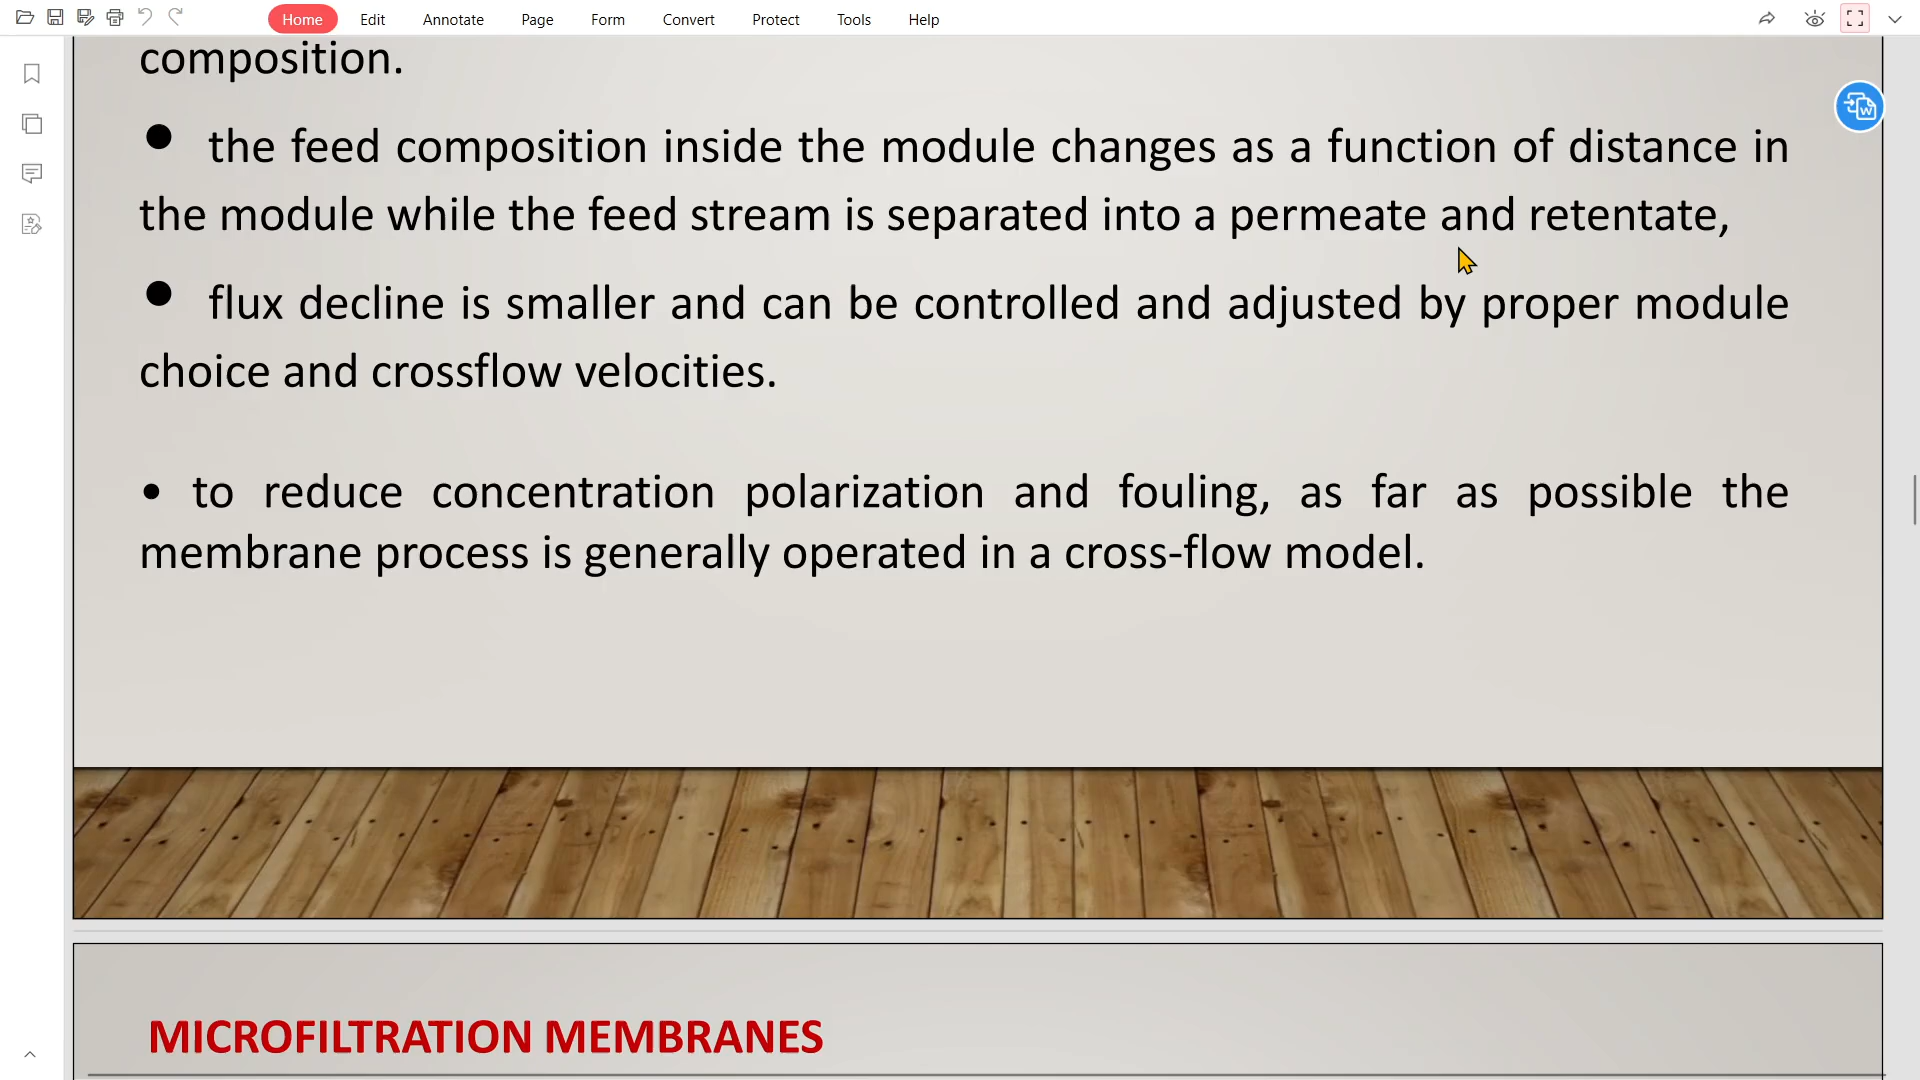 Home Edit Annotate Page Form Convert Protect Tools Help
composition.
● the feed composition inside the module changes as a function of distance in
the module while the feed stream is separated into a permeate and retentate,
● flux decline is smaller and can be controlled and adjusted by proper module
choice and crossflow velocities.
• to reduce concentration polarization and fouling, as far as possible the
membrane process is generally operated in a cross-flow model.
MICROFILTRATION MEMBRANES